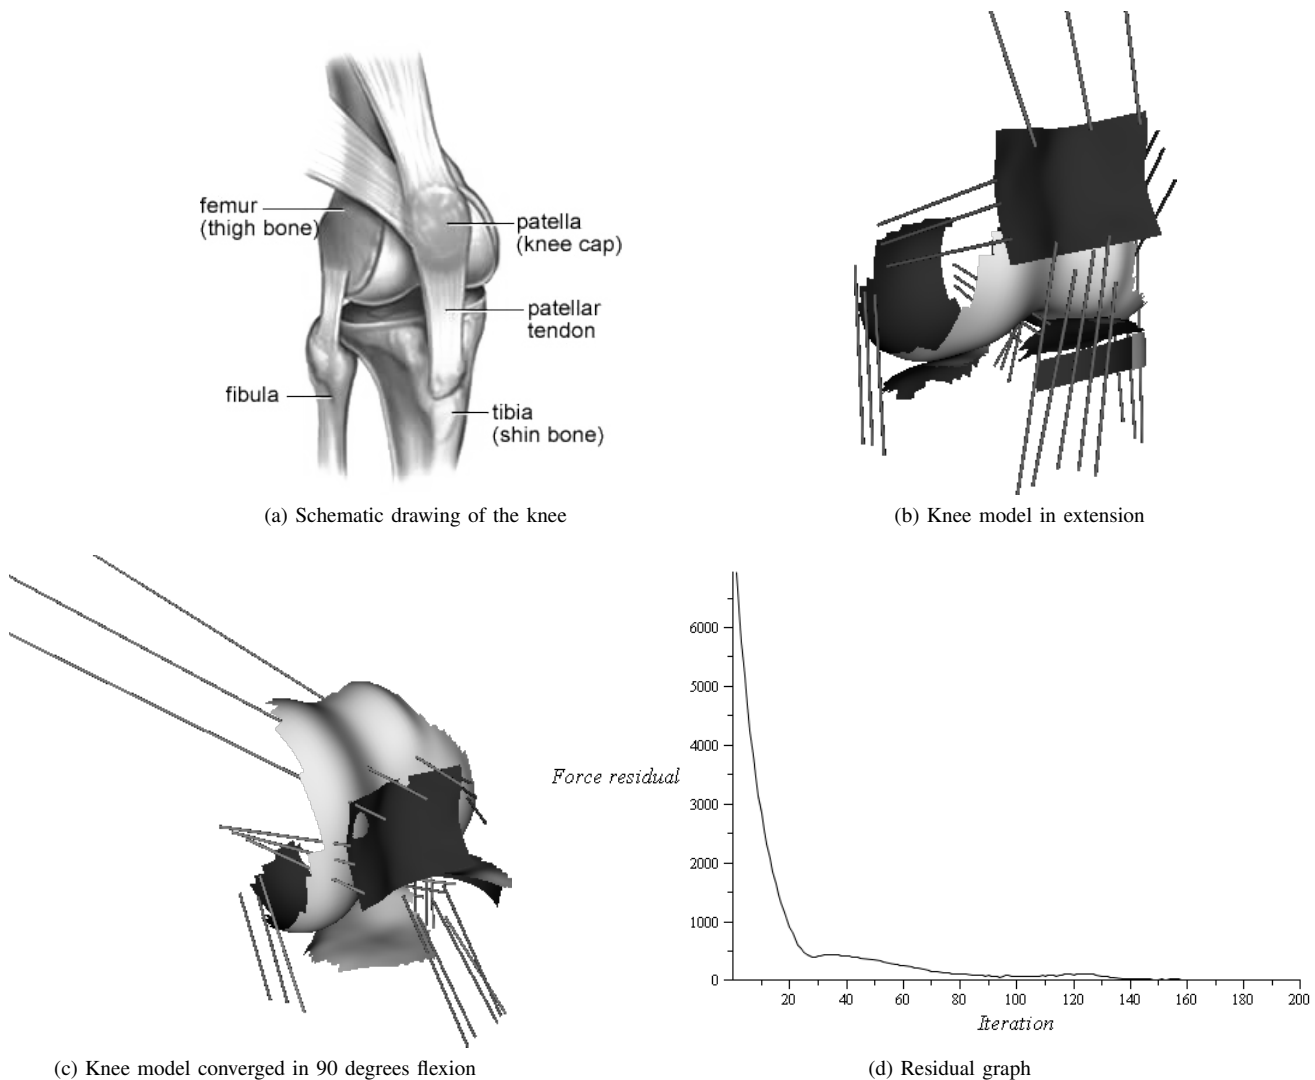 femur
(thigh bone)
patella
(knee cap)
patellar
tendon
fibula
tibia
(shin bone)
(a) Schematic drawing of the knee
(b) Knee model in extension
6000
5000
4000
Force residual
3000
2000
1000
0
20 40 60 80 100 120 140 160 180 200
Iteration
(c) Knee model converged in 90 degrees flexion
(d) Residual graph